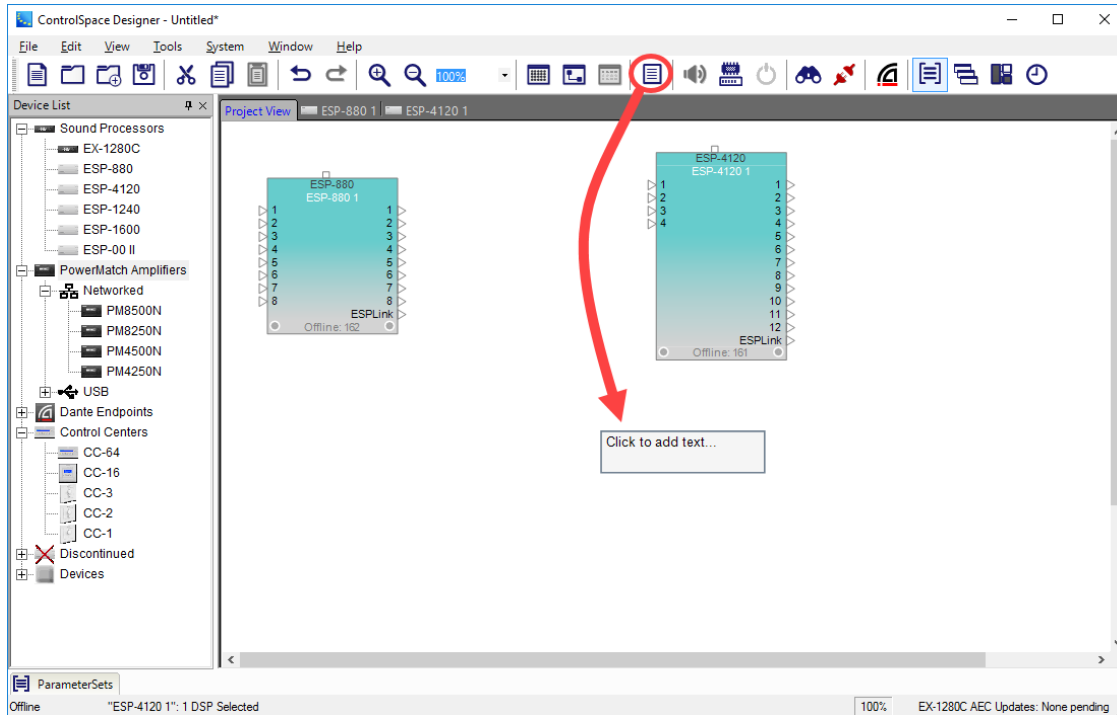 ControlSpace Designer - Untitled*
File Edit View Tools System Window Help
100%
Device List
Project View ESP-880 1 ESP-4120 1
Sound Processors
EX-1280C
ESP-880
ESP-4120
ESP-1240
ESP-1600
ESP-00 II
PowerMatch Amplifiers
Networked
PM8500N
PM8250N
PM4500N
PM4250N
USB
Dante Endpoints
Control Centers
CC-64
CC-16
CC-3
CC-2
CC-1
Discontinued
Devices
ESP-880
ESP-880 1
1 1
2 2
3 3
4 4
5 5
6 6
7 7
8 8
ESPLink
Offline: 162
ESP-4120
ESP-4120 1
1 1
2 2
3 3
4 4
5
6
7
8
9
10
11
12
ESPLink
Offline: 161
Click to add text...
ParameterSets
Offline "ESP-4120 1": 1 DSP Selected 100% EX-1280C AEC Updates: None pending